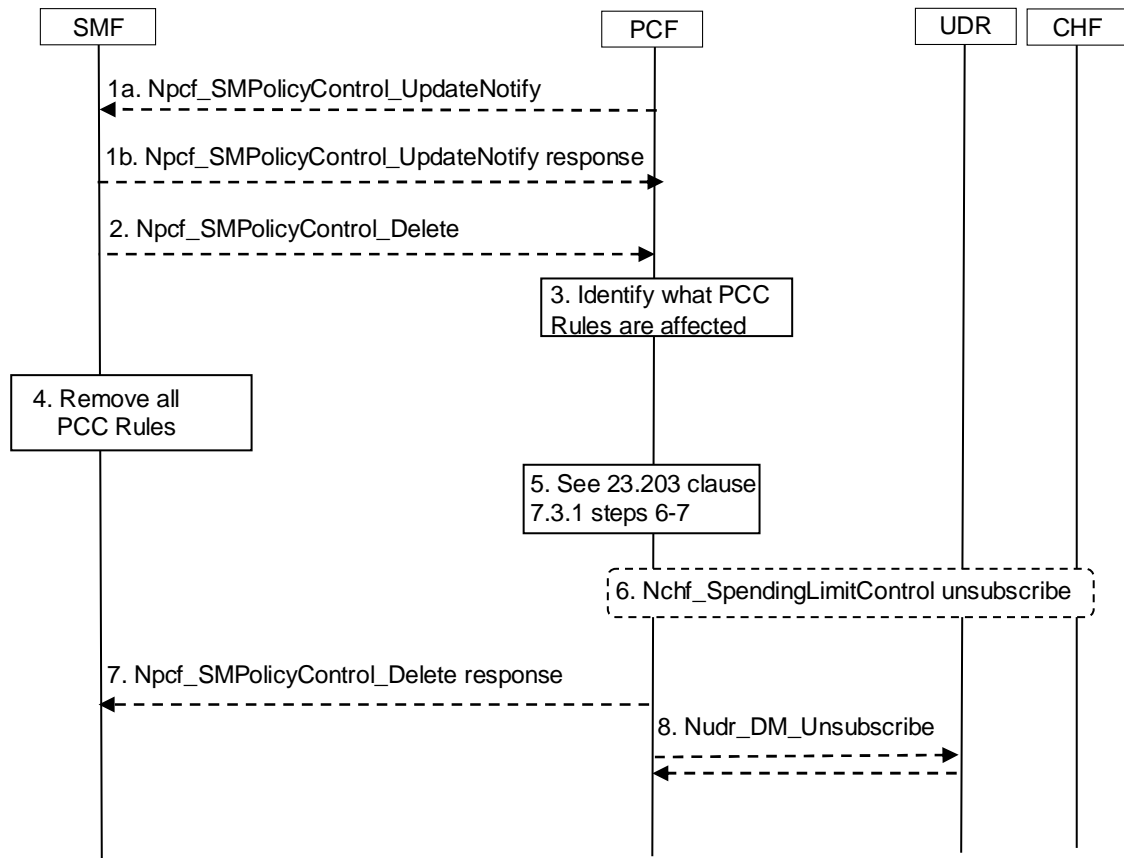 SMF
PCF
UDR
CHF
1a. Npcf_SMPolicyControl_UpdateNotify
1b. Npcf_SMPolicyControl_UpdateNotify response
2. Npcf_SMPolicyControl_Delete
3. Identify what PCC
Rules are affected
4. Remove all
PCC Rules
5. See 23.203 clause
7.3.1 steps 6-7
6. Nchf_SpendingLimitControl unsubscribe
7. Npcf_SMPolicyControl_Delete response
8. Nudr_DM_Unsubscribe